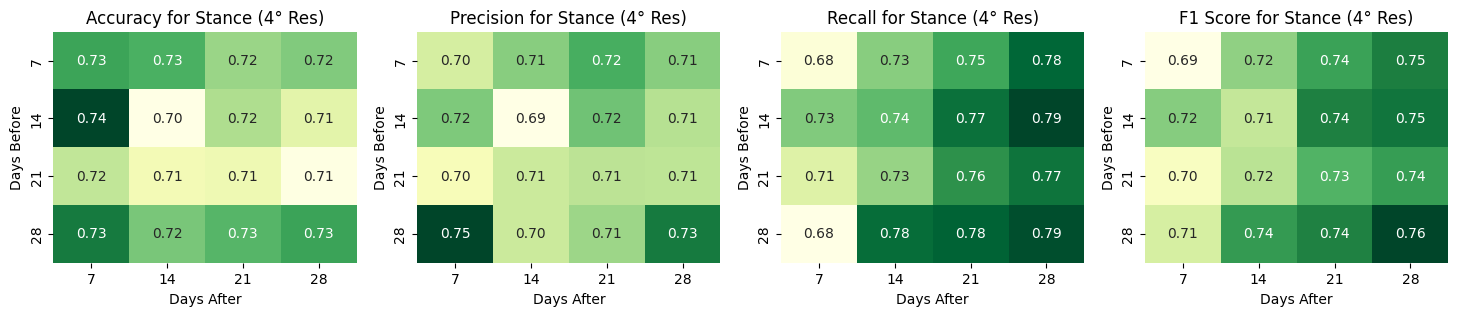 Accuracy for Stance (4° Res)
Days Before
7
0.73 0.73 0.72 0.72
14
0.74 0.70 0.72 0.71
21
0.72 0.71 0.71 0.71
28
0.73 0.72 0.73 0.73
7 14 21 28
Days After
Precision for Stance (4° Res)
Days Before
7
0.70 0.71 0.72 0.71
14
0.72 0.69 0.72 0.71
21
0.70 0.71 0.71 0.71
28
0.75 0.70 0.71 0.73
7 14 21 28
Days After
Recall for Stance (4° Res)
Days Before
7
0.68 0.73 0.75 0.78
14
0.73 0.74 0.77 0.79
21
0.71 0.73 0.76 0.77
28
0.68 0.78 0.78 0.79
7 14 21 28
Days After
F1 Score for Stance (4° Res)
Days Before
7
0.69 0.72 0.74 0.75
14
0.72 0.71 0.74 0.75
21
0.70 0.72 0.73 0.74
28
0.71 0.74 0.74 0.76
7 14 21 28
Days After